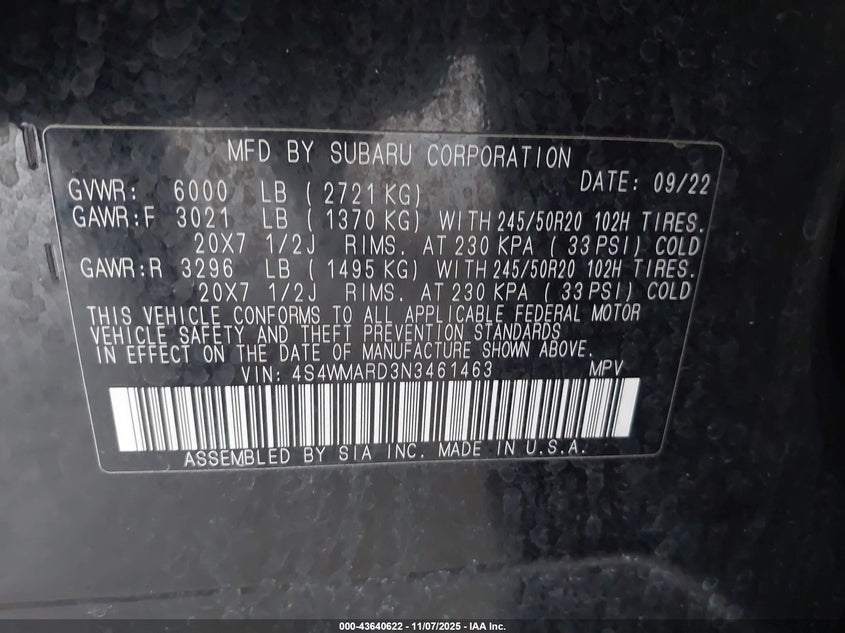 MFD BY SUBARU CORPORATION
DATE: 09/22
GVWR: 6000 LB ( 2721 KG)
GAWR:F 3021 LB ( 1370 KG) WITH 245/50R20 102H TIRES.
20X7 1/2J RIMS. AT 230 KPA ( 33 PSI) COLD
GAWR:R 3296 LB ( 1495 KG) WITH 245/50R20 102H TIRES.
20X7 1/2J RIMS. AT 230 KPA ( 33 PSI) COLD
THIS VEHICLE CONFORMS TO ALL APPLICABLE FEDERAL MOTOR
VEHICLE SAFETY AND THEFT PREVENTION STANDARDS
IN EFFECT ON THE DATE OF MANUFACTURE SHOWN ABOVE.
VIN: 4S4WMARD3N3461463 MPV
ASSEMBLED BY SIA INC. MADE IN U.S.A.
000-43640622 - 11/07/2025 - IAA Inc.